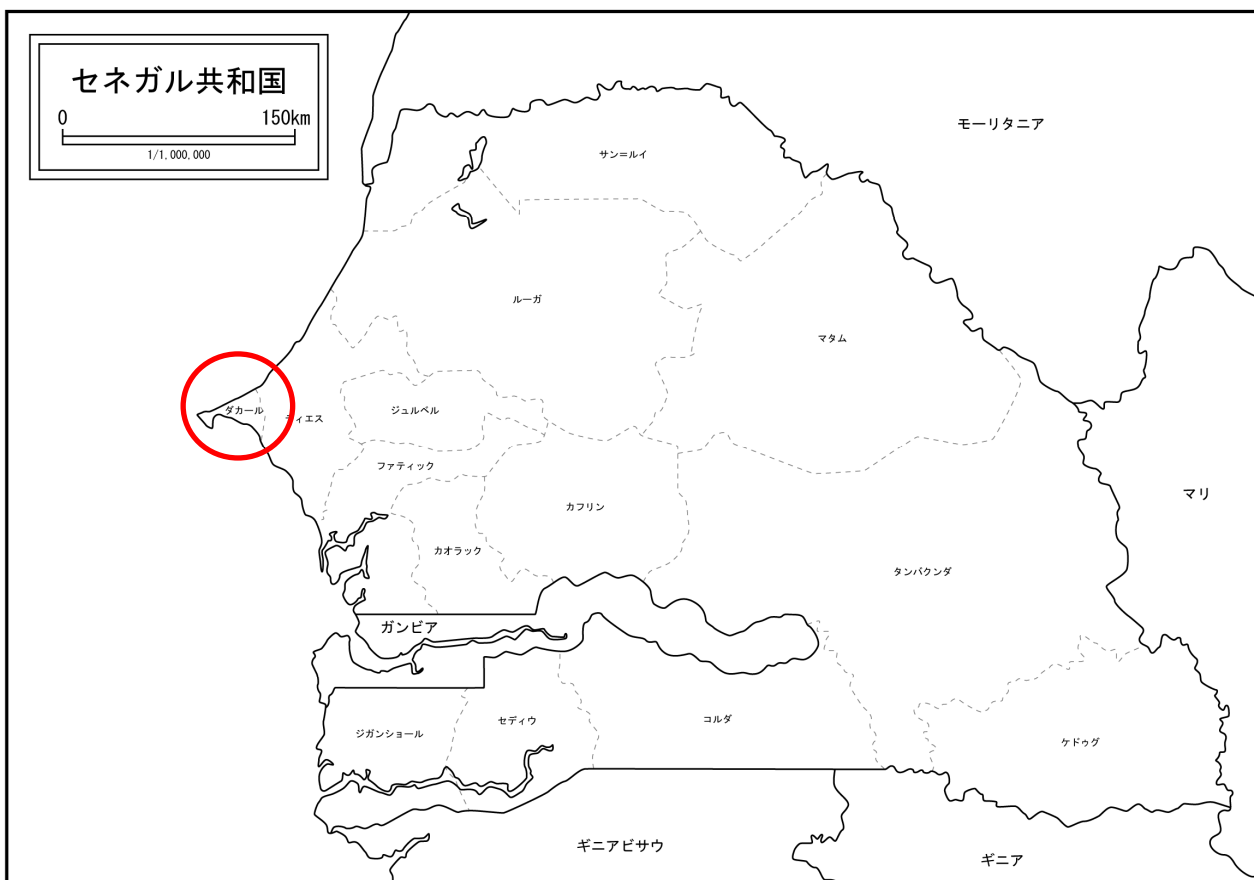 セネガル共和国
0 150km
1/1,000,000
モーリタニア
サン=ルイ
ルーガ
マタム
ダカール
ティエス
ジュルベル
ファティック
マリ
カフリン
カオラック
タンバクンダ
ガンビア
セディウ
コルダ
ジガンショール
ケドゥグ
ギニアビサウ
ギニア